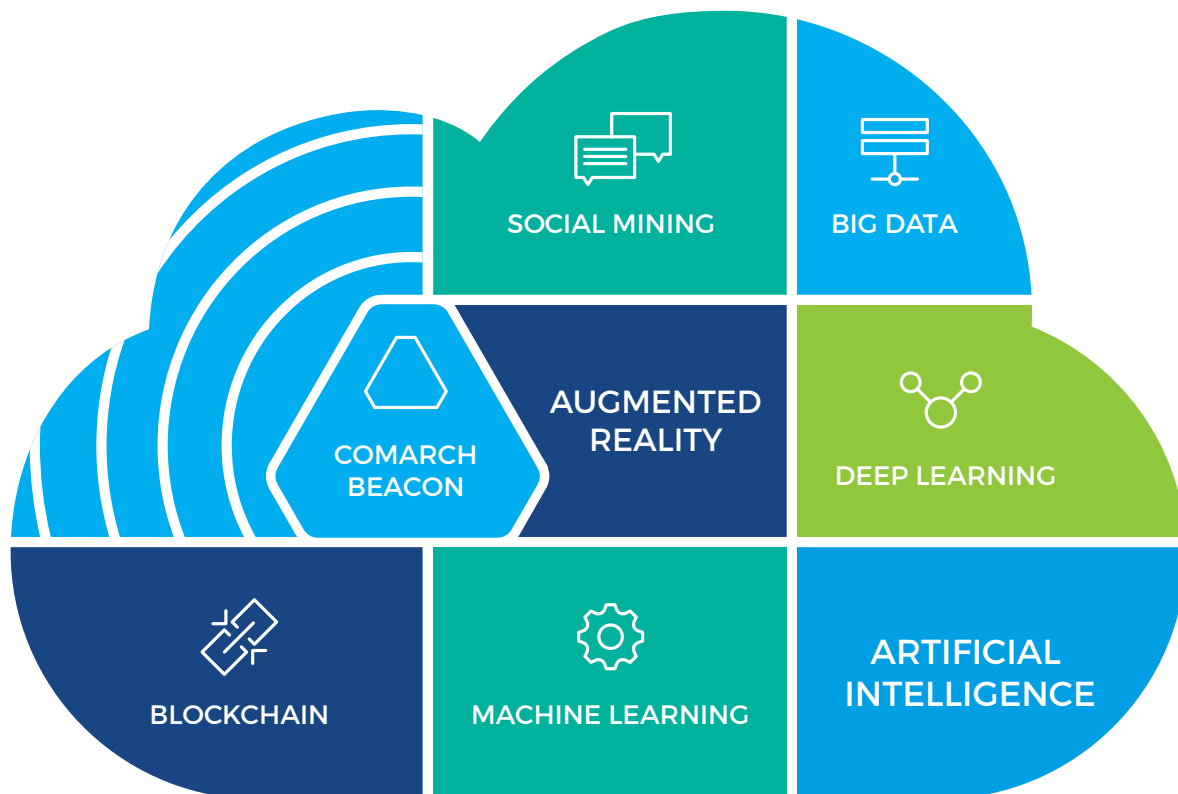 SOCIAL MINING
BIG DATA
COMARCH
BEACON
AUGMENTED
REALITY
DEEP LEARNING
BLOCKCHAIN
MACHINE LEARNING
ARTIFICIAL
INTELLIGENCE